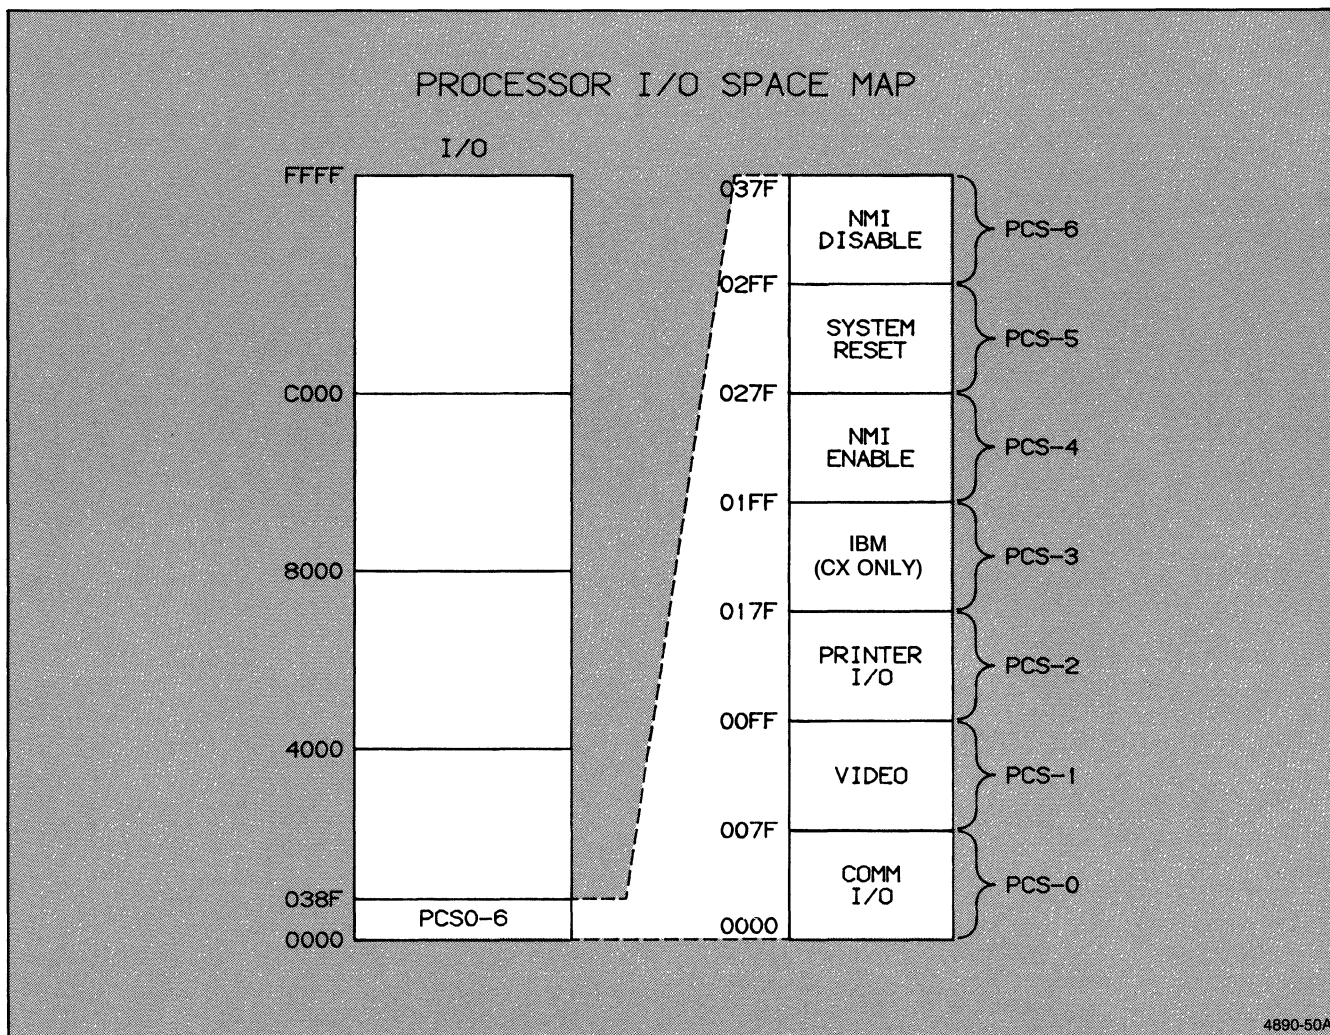 PROCESSOR I/O SPACE MAP
I/O
FFFF
C000
8000
4000
038F
0000
PCS0-6
037F
NMI
DISABLE
PCS-6
02FF
SYSTEM
RESET
PCS-5
027F
NMI
ENABLE
PCS-4
01FF
IBM
(CX ONLY)
PCS-3
017F
PRINTER
I/O
PCS-2
00FF
VIDEO
PCS-1
007F
COMM
I/O
PCS-0
0000
4890-50A